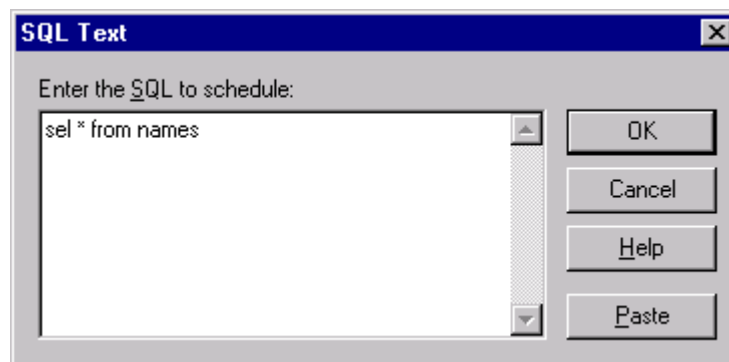 SQL Text
Enter the SQL to schedule:
sel * from names
OK
Cancel
Help
Paste